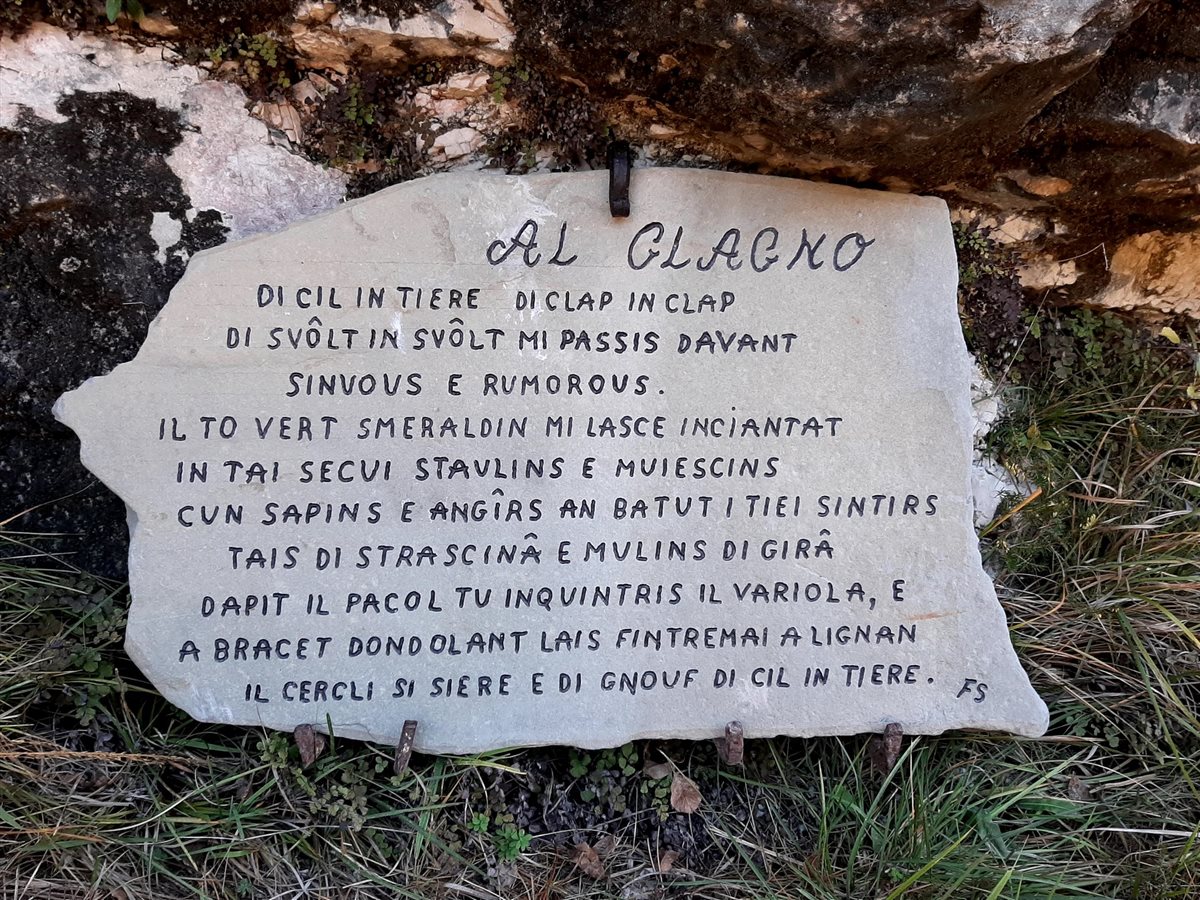 AL GLAGNO
DI CIL IN TIERE DI CLAP IN CLAP
DI SVÔLT IN SVÔLT MI PASSIS DAVANT
SINUOUS E RUMOROUS.
IL TO VERT SMERALDIN MI LASCE INCIANTAT
IN TAI SECUI STAULINS E MUIESCINS
CUN SAPINS E ANGÎRS AN BATUT I TIEI SINTIRS
TAIS DI STRASCINÂ E MULINS DI GIRÂ
DAPIT IL PACOL TU INQUINTRIS IL VARIOLA, E
A BRACET DONDOLANT LAIS FINTREMAI A LIGNAN
IL CERCLI SI SIERE E DI GNOUF DI CIL IN TIERE.
FS